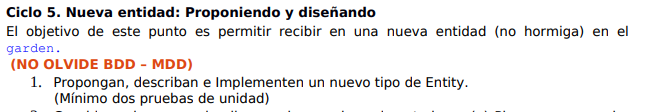 Ciclo 5. Nueva entidad: Proponiendo y diseñando
El objetivo de este punto es permitir recibir en una nueva entidad (no hormiga) en el
garden.
(NO OLVIDE BDD – MDD)
1. Propongan, describan e Implementen un nuevo tipo de Entity.
(Mínimo dos pruebas de unidad)